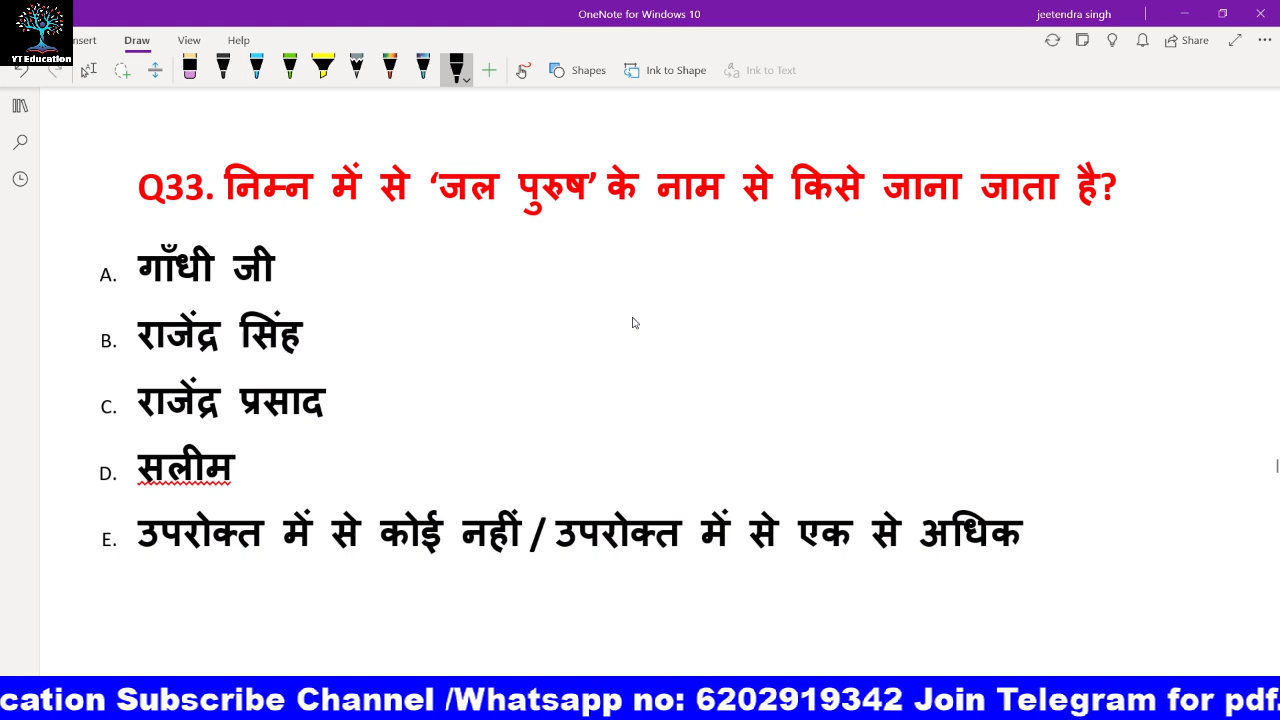 OneNote for Windows 10
jeetendra singh
YT Education
nsert
Draw
View
Help
Share
Shapes
Ink to Shape
Ink to Text
Q33. निम्न में से ‘जल पुरुष’ के नाम से किसे जाना जाता है?
A. गाँधी जी
B. राजेंद्र सिंह
C. राजेंद्र प्रसाद
D. सलीम
E. उपरोक्त में से कोई नहीं / उपरोक्त में से एक से अधिक
cation Subscribe Channel /Whatsapp no: 6202919342 Join Telegram for pdf.